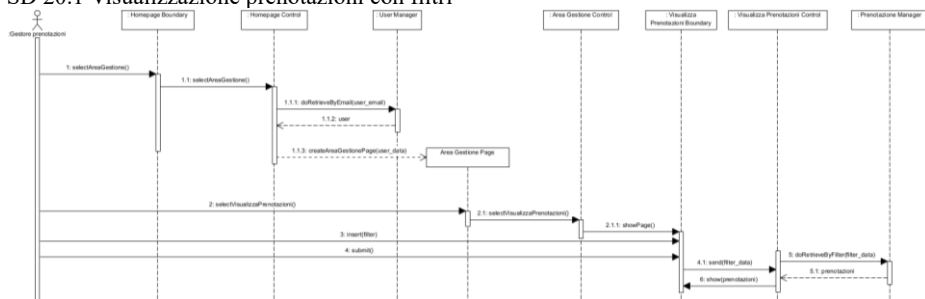 SD 20.1 Visualizzazione prenotazioni con filtri
: Homepage Boundary
: Homepage Control
: User Manager
: Area Gestione Control
: Visualizza
Prenotazioni Boundary
: Visualizza Prenotazioni Control
: Prenotazione Manager
:Gestore prenotazioni
1: selectAreaGestione()
1.1: selectAreaGestione()
1.1.1: doRetrieveByEmail(user_email)
1.1.2: user
1.1.3: createAreaGestionePage(user_data)
Area Gestione Page
2: selectVisualizzaPrenotazioni()
2.1: selectVisualizzaPrenotazioni()
2.1.1: showPage()
3: insert(filter)
4: submit()
4.1: send(filter_data)
5: doRetrieveByFilter(filter_data)
5.1: prenotazioni
6: show(prenotazioni)